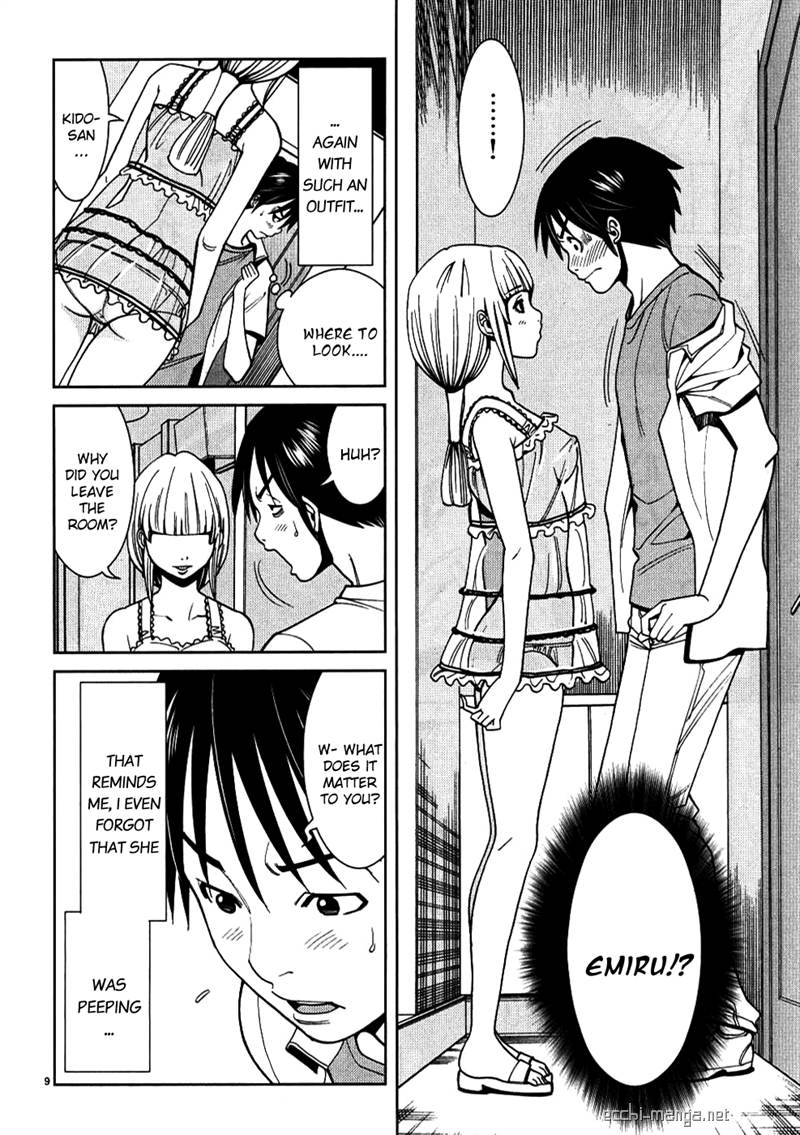 ........!
EMIRU!?
...
AGAIN
WITH
SUCH AN
OUTFIT...
KIDO-
SAN
...
WHERE TO
LOOK....
HUH?
WHY
DID YOU
LEAVE
THE
ROOM?
W- WHAT
DOES IT
MATTER
TO YOU?
THAT
REMINDS
ME, I EVEN
FORGOT
THAT SHE
WAS
PEEPING
...
9
ecchi-manga.net